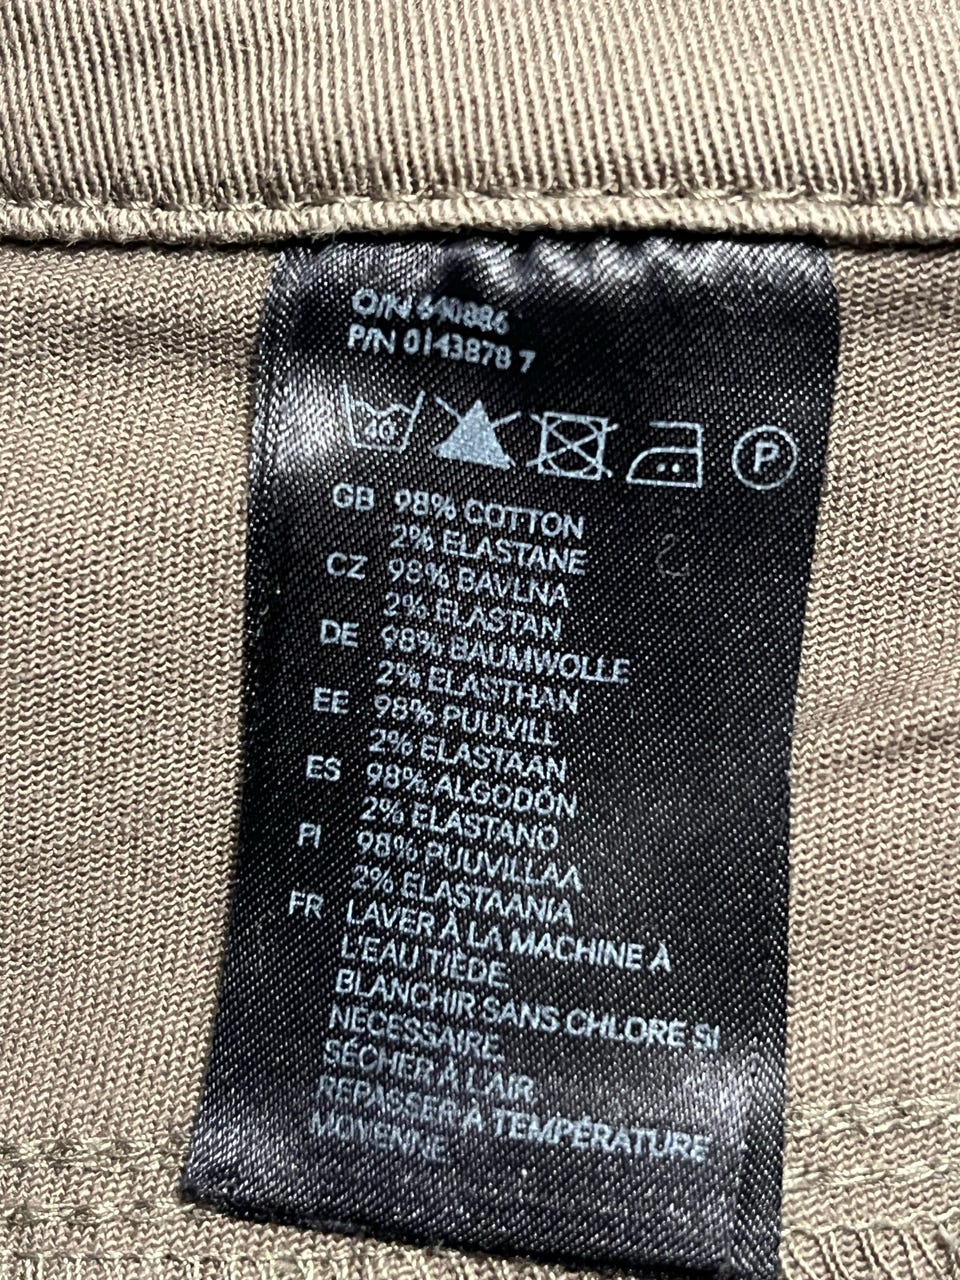 O/N 640886
P/N 0143878 7
40
P
GB 98% COTTON
2% ELASTANE
CZ 98% BAVLNA
2% ELASTAN
DE 98% BAUMWOLLE
2% ELASTHAN
EE 98% PUUVILL
2% ELASTAAN
ES 98% ALGODÓN
2% ELASTANO
FI 98% PUUVILLAA
2% ELASTAANIA
FR LAVER À LA MACHINE À
L'EAU TIÈDE.
BLANCHIR SANS CHLORE SI
NÉCESSAIRE.
SÉCHER À L'AIR.
REPASSER À TEMPÉRATURE
MOYENNE.